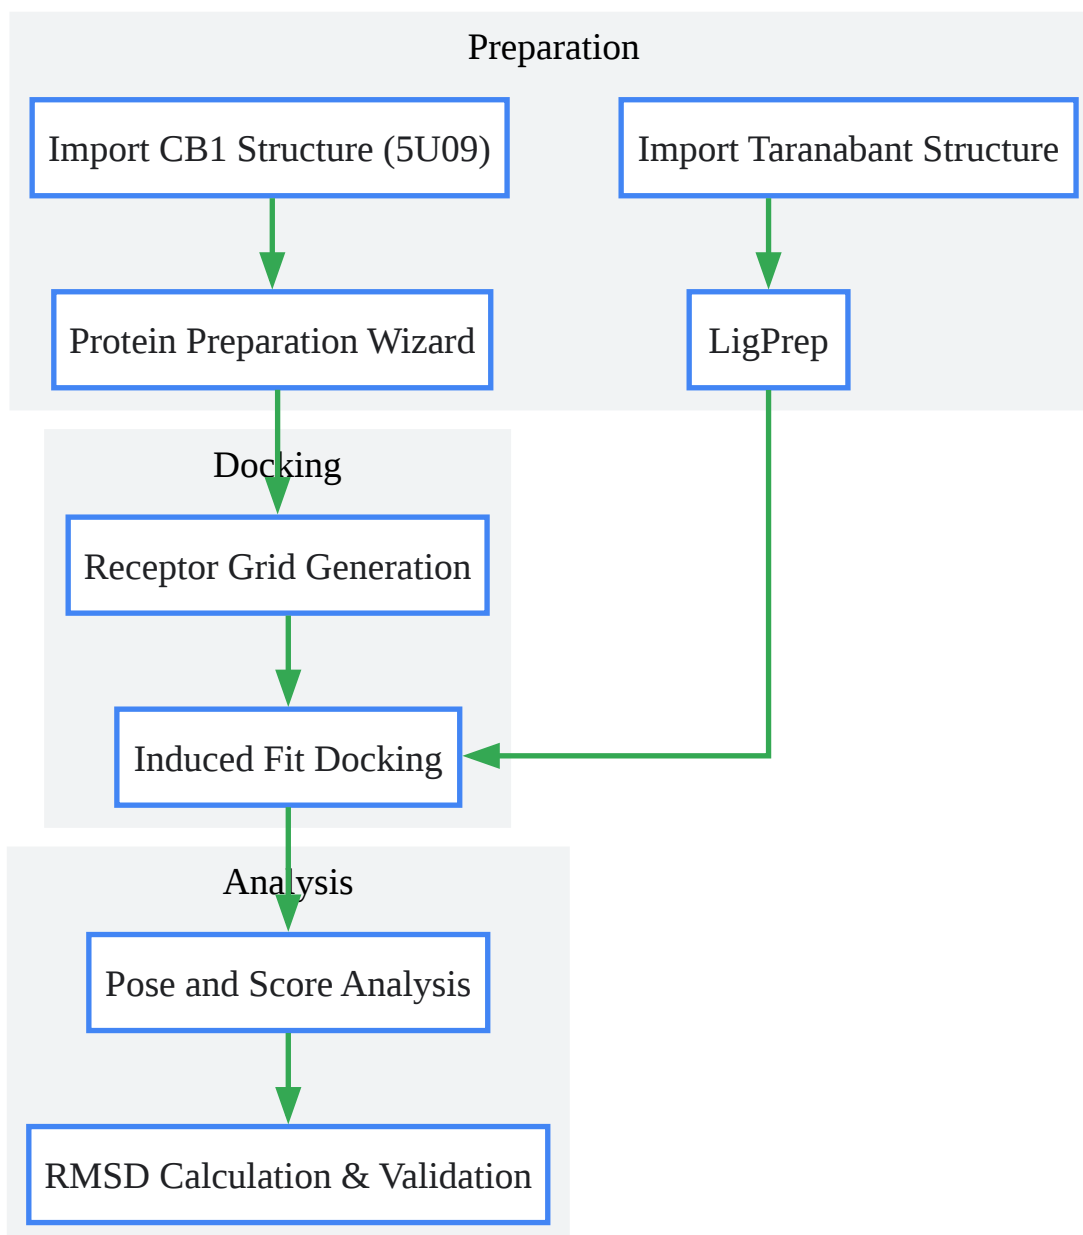 Preparation
Import CB1 Structure (5U09)
Import Taranabant Structure
Protein Preparation Wizard
LigPrep
Docking
Receptor Grid Generation
Induced Fit Docking
Analysis
Pose and Score Analysis
RMSD Calculation & Validation